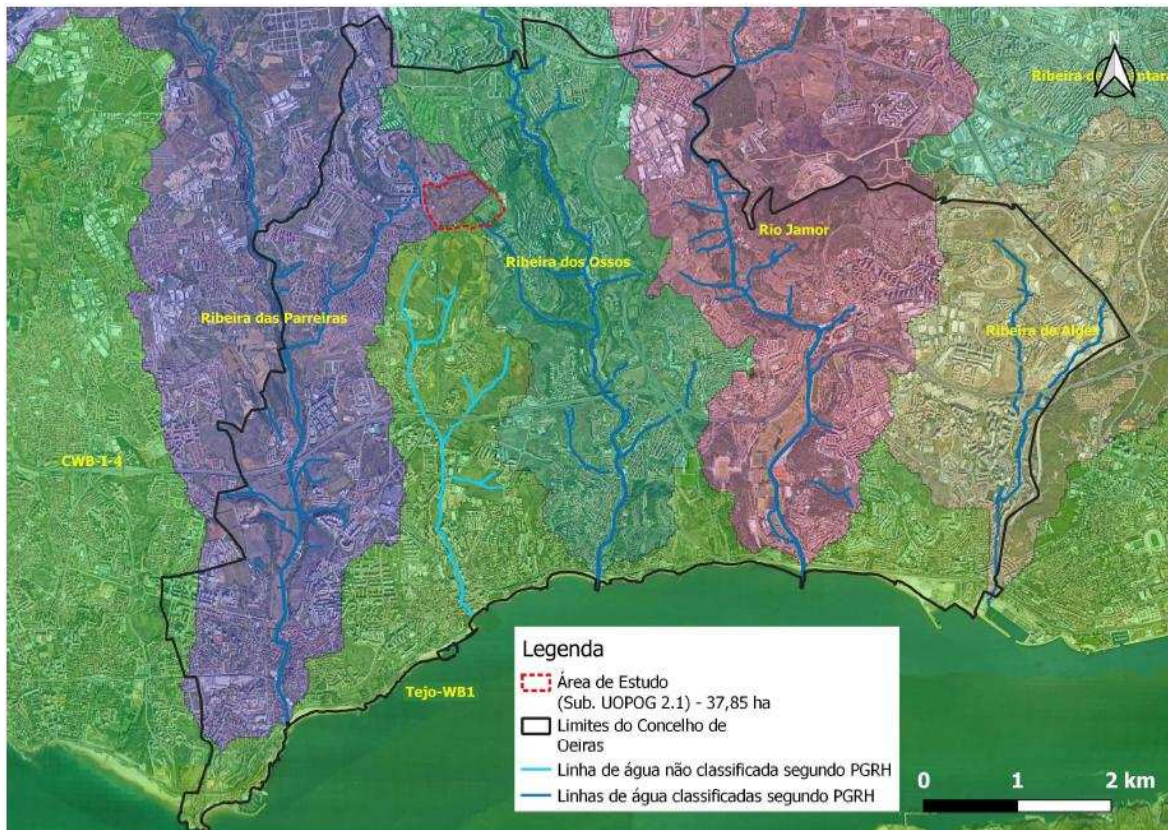 N
Ribeira de
Rio Jamor
Ribeira dos Ossos
Ribeira das Parreiras
Ribeira de Algés
CWB-I-4
Tejo-WB1
Legenda
Área de Estudo
(Sub. UOPOG 2.1) - 37,85 ha
Limites do Concelho de
Oeiras
Linha de água não classificada segundo PGRH
Linhas de água classificadas segundo PGRH
0 1 2 km